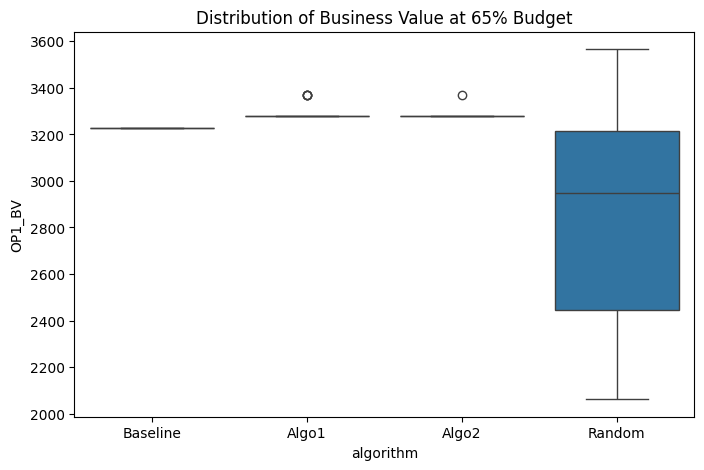 Distribution of Business Value at 65% Budget
3600
3400
3200
3000
2800
2600
2400
2200
2000
OP1_BV
Baseline
Algo1
Algo2
Random
algorithm